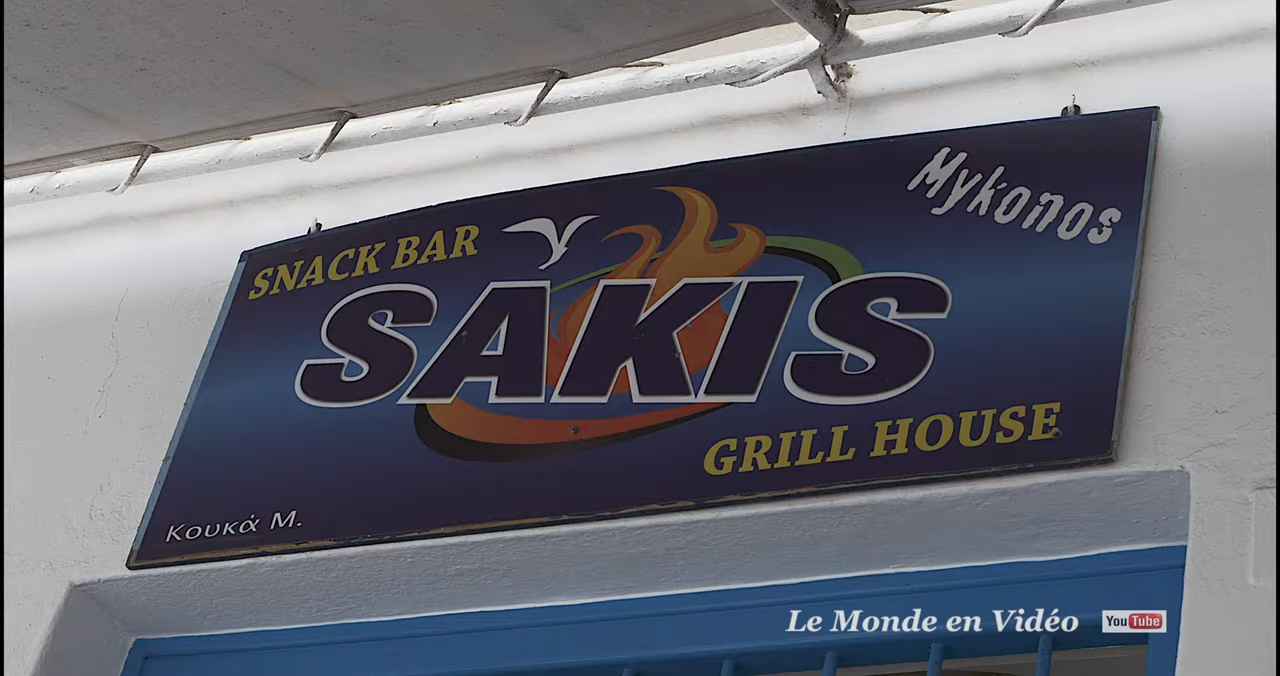 Mykonos
SNACK BAR
SAKIS
GRILL HOUSE
Κουκά Μ.
Le Monde en Vidéo YouTube